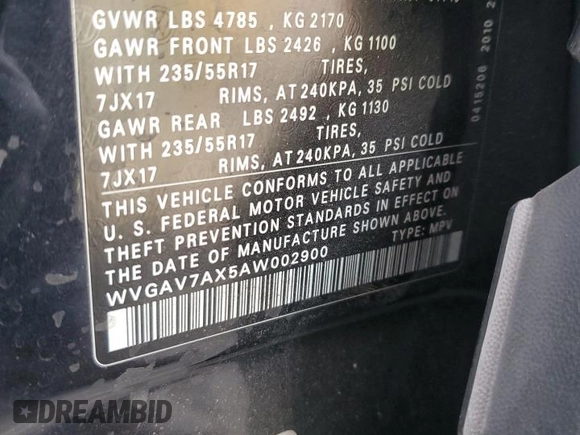 GVWR LBS 4785 , KG 2170
GAWR FRONT LBS 2426 , KG 1100
WITH 235/55R17 TIRES,
7JX17 RIMS, AT 240KPA, 35 PSI COLD
GAWR REAR LBS 2492 , KG 1130
WITH 235/55R17 TIRES,
7JX17 RIMS, AT 240KPA, 35 PSI COLD
THIS VEHICLE CONFORMS TO ALL APPLICABLE
U. S. FEDERAL MOTOR VEHICLE SAFETY AND
THEFT PREVENTION STANDARDS IN EFFECT ON
THE DATE OF MANUFACTURE SHOWN ABOVE.
TYPE: MPV
WVGAV7AX5AW002900
0415206 2010
DREAMBID